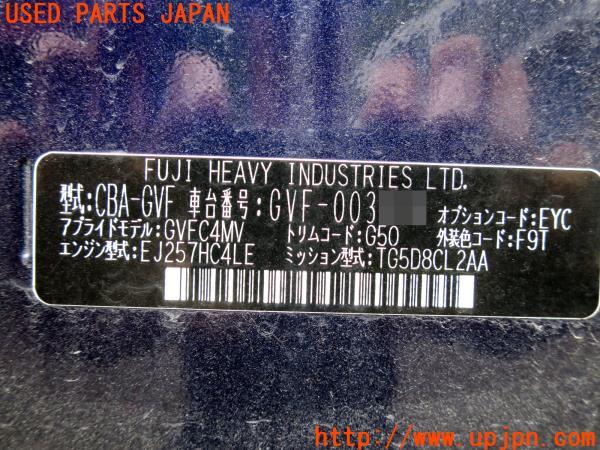 USED PARTS JAPAN
FUJI HEAVY INDUSTRIES LTD.
型式:CBA-GVF 車台番号:GVF-003 オプションコード:EYC
アプライドモデル:GVFC4MV トリムコード:G50 外装色コード:F9T
エンジン型式:EJ257HC4LE ミッション型式:TG5D8CL2AA
Used Parts JAPAN
http://www.upjpn.com/